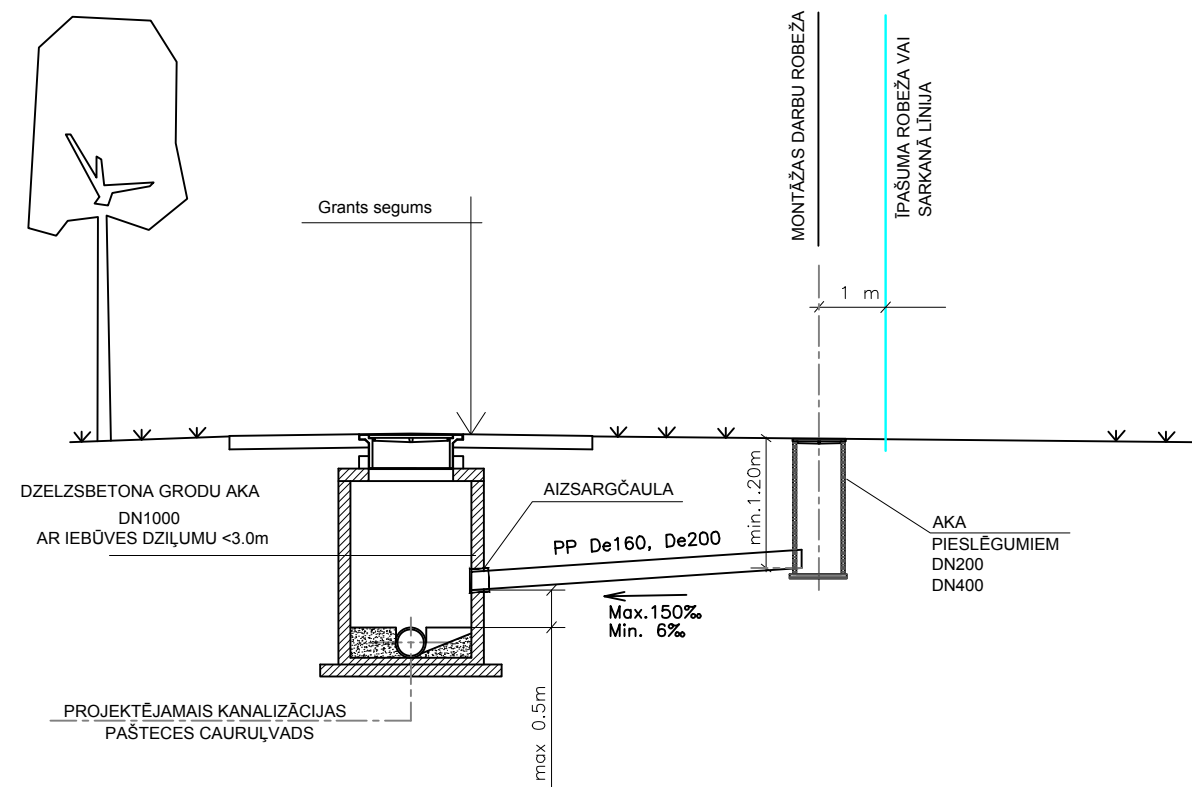 MONTĀŽAS DARBU ROBEŽA
ĪPAŠUMA ROBEŽA VAI
SARKANĀ LĪNIJA
Grants segums
1 m
DZELZSBETONA GRODU AKA
DN1000
AR IEBŪVES DZIĻUMU <3.0m
AIZSARGČAULA
PP De160, De200
min.1.20m
AKA
PIESLĒGUMIEM
DN200
DN400
Max.150‰
Min. 6‰
max 0.5m
PROJEKTĒJAMAIS KANALIZĀCIJAS
PAŠTECES CAURUĻVADS